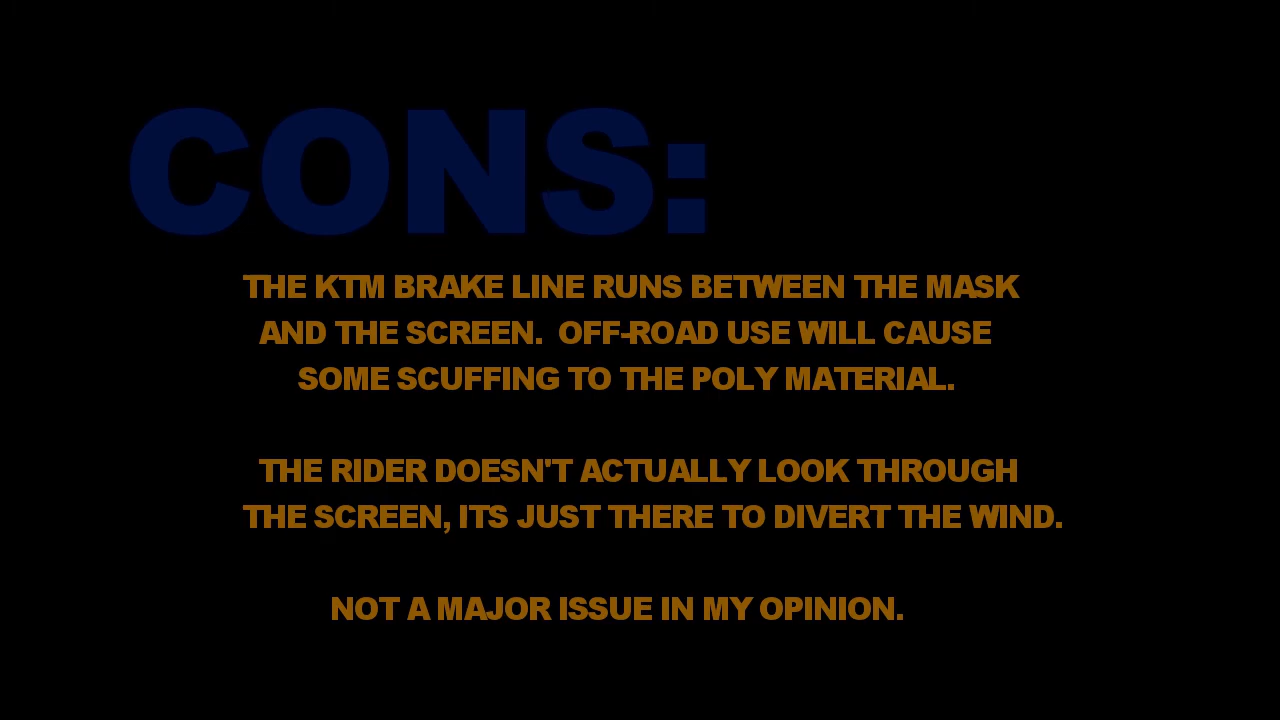 CONS:
THE KTM BRAKE LINE RUNS BETWEEN THE MASK
AND THE SCREEN.  OFF-ROAD USE WILL CAUSE
SOME SCUFFING TO THE POLY MATERIAL.
THE RIDER DOESN'T ACTUALLY LOOK THROUGH
THE SCREEN, ITS JUST THERE TO DIVERT THE WIND.
NOT A MAJOR ISSUE IN MY OPINION.